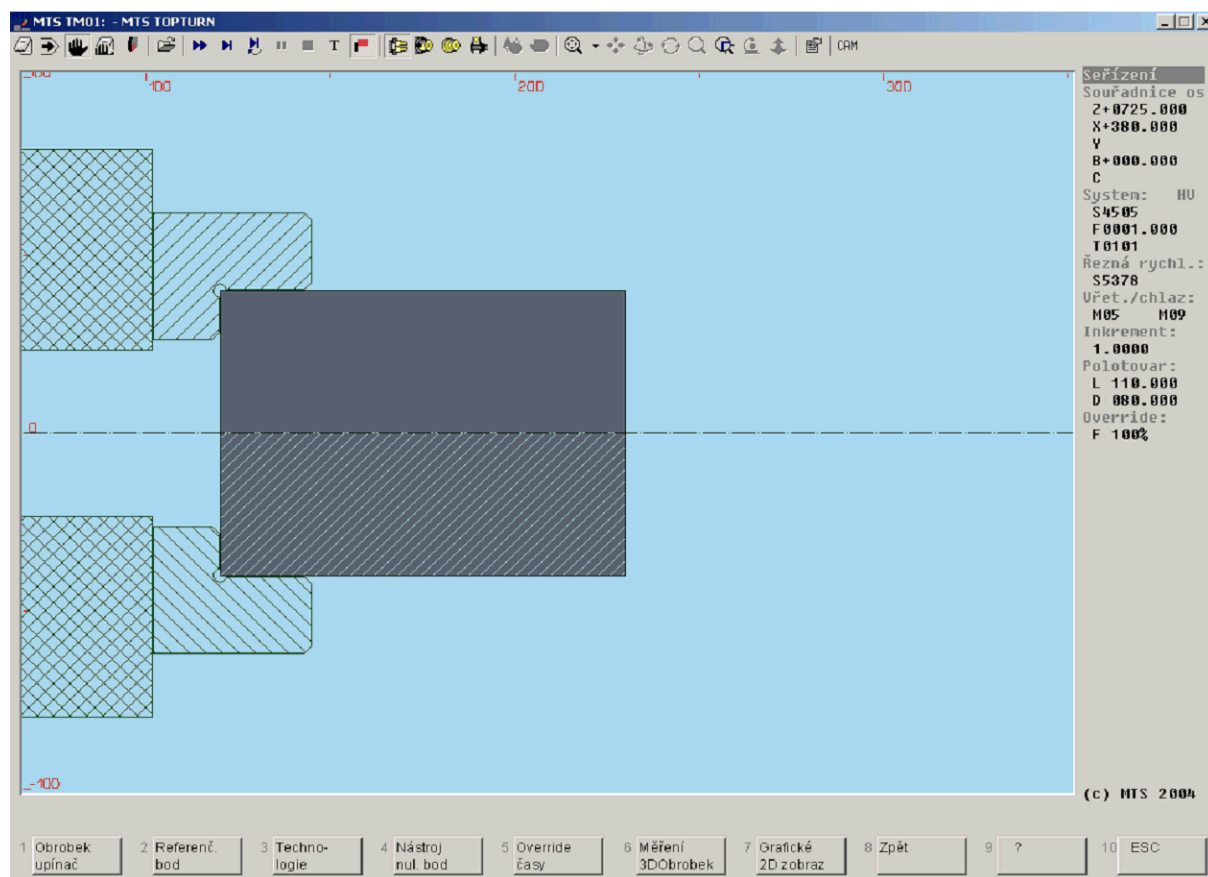 MTS TM01: - MTS TOPTURN
T
CAM
100
100
200
300
0
-100
Seřízení
Souřadnice os
Z+0725.000
X+380.000
Y
B+000.000
C
System: HV
S4505
F0001.000
T0101
Řezná rychl.:
S5378
Vřet./chlaz:
M05 M09
Inkrement:
1.0000
Polotovar:
L 110.000
D 080.000
Override:
F 100%
(c) MTS 2004
1 Obrobek upínač
2 Referenč. bod
3 Techno- logie
4 Nástroj nul. bod
5 Override časy
6 Měření 3DObrobek
7 Grafické 2D zobraz
8 Zpět
9 ?
10 ESC